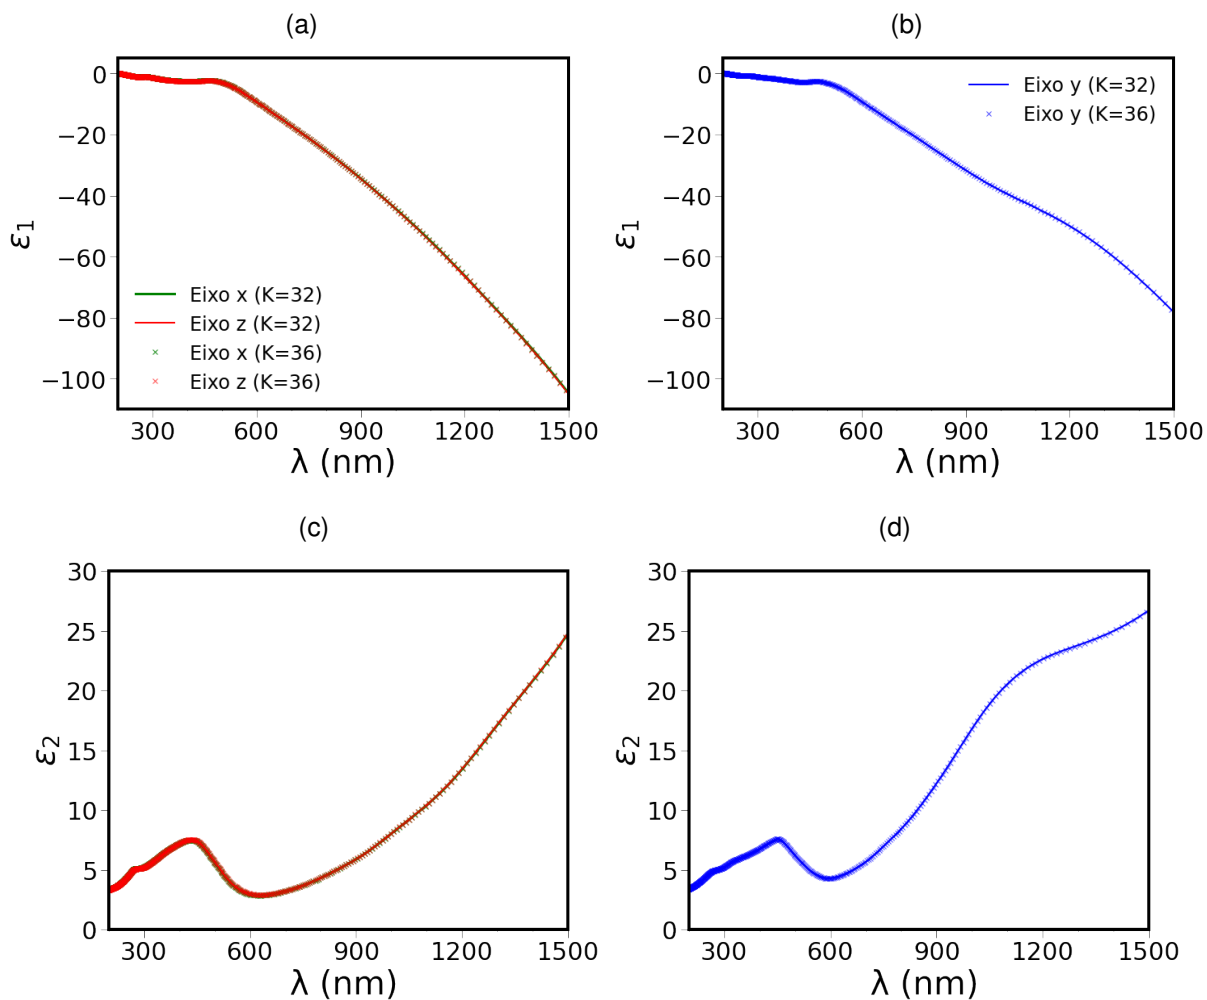 (a)
(b)
0
−20
−40
−60
−80
−100
ε1
Eixo x (K=32)
Eixo z (K=32)
Eixo x (K=36)
Eixo z (K=36)
300 600 900 1200 1500
λ (nm)
0
−20
−40
−60
−80
−100
ε1
Eixo y (K=32)
Eixo y (K=36)
300 600 900 1200 1500
λ (nm)
(c)
(d)
30
25
20
15
10
5
0
ε2
300 600 900 1200 1500
λ (nm)
30
25
20
15
10
5
0
ε2
300 600 900 1200 1500
λ (nm)